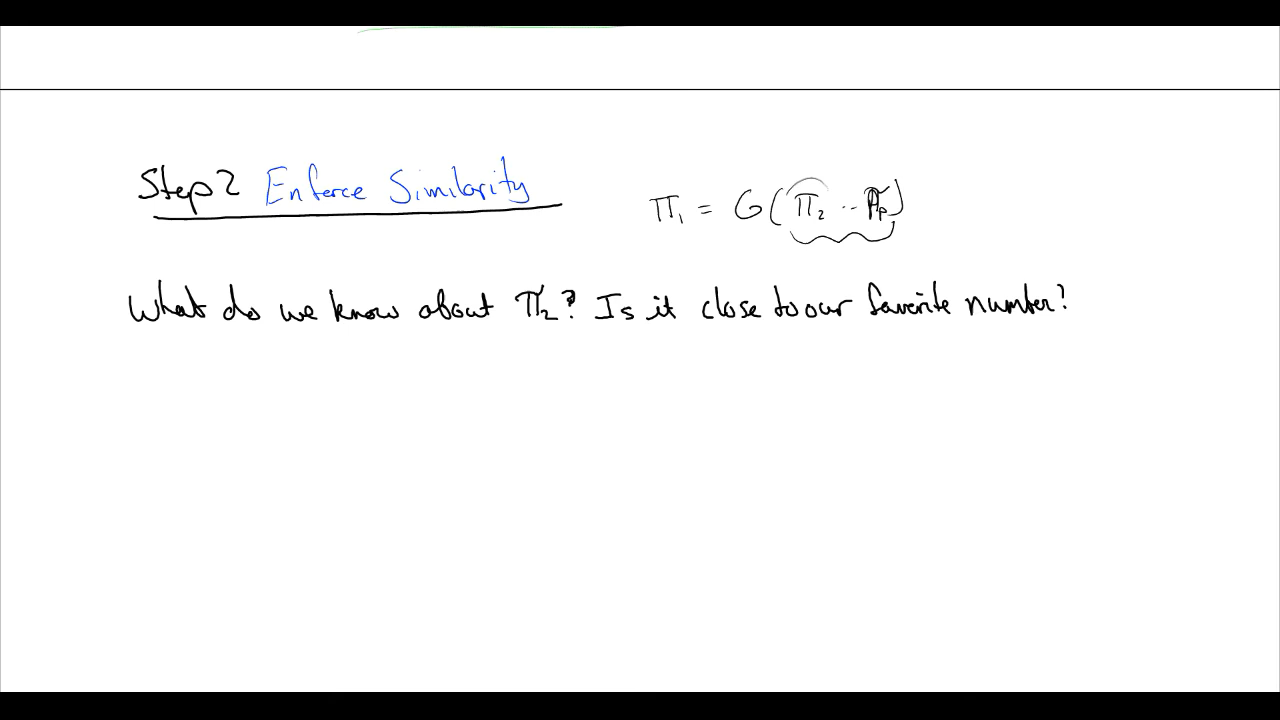 Step 2 Enforce Similarity
Π₁ = G(Π₂ ·· Πₚ)
What do we know about Π₂? Is it close to our favorite number?